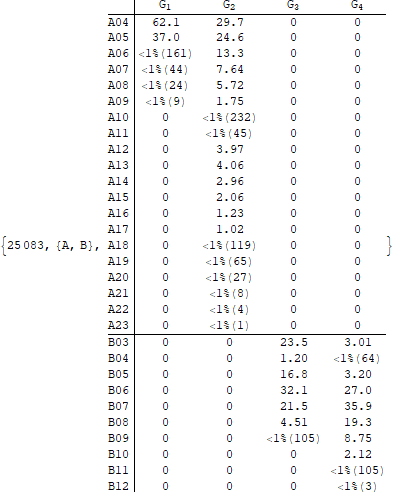 G1 G2 G3 G4
A04 62.1 29.7 0 0
A05 37.0 24.6 0 0
A06 <1%(161) 13.3 0 0
A07 <1%(44) 7.64 0 0
A08 <1%(24) 5.72 0 0
A09 <1%(9) 1.75 0 0
A10 0 <1%(232) 0 0
A11 0 <1%(45) 0 0
A12 0 3.97 0 0
A13 0 4.06 0 0
A14 0 2.96 0 0
A15 0 2.06 0 0
A16 0 1.23 0 0
A17 0 1.02 0 0
{25083, {A, B}, A18 0 <1%(119) 0 0 }
A19 0 <1%(65) 0 0
A20 0 <1%(27) 0 0
A21 0 <1%(8) 0 0
A22 0 <1%(4) 0 0
A23 0 <1%(1) 0 0
B03 0 0 23.5 3.01
B04 0 0 1.20 <1%(64)
B05 0 0 16.8 3.20
B06 0 0 32.1 27.0
B07 0 0 21.5 35.9
B08 0 0 4.51 19.3
B09 0 0 <1%(105) 8.75
B10 0 0 0 2.12
B11 0 0 0 <1%(105)
B12 0 0 0 <1%(3)